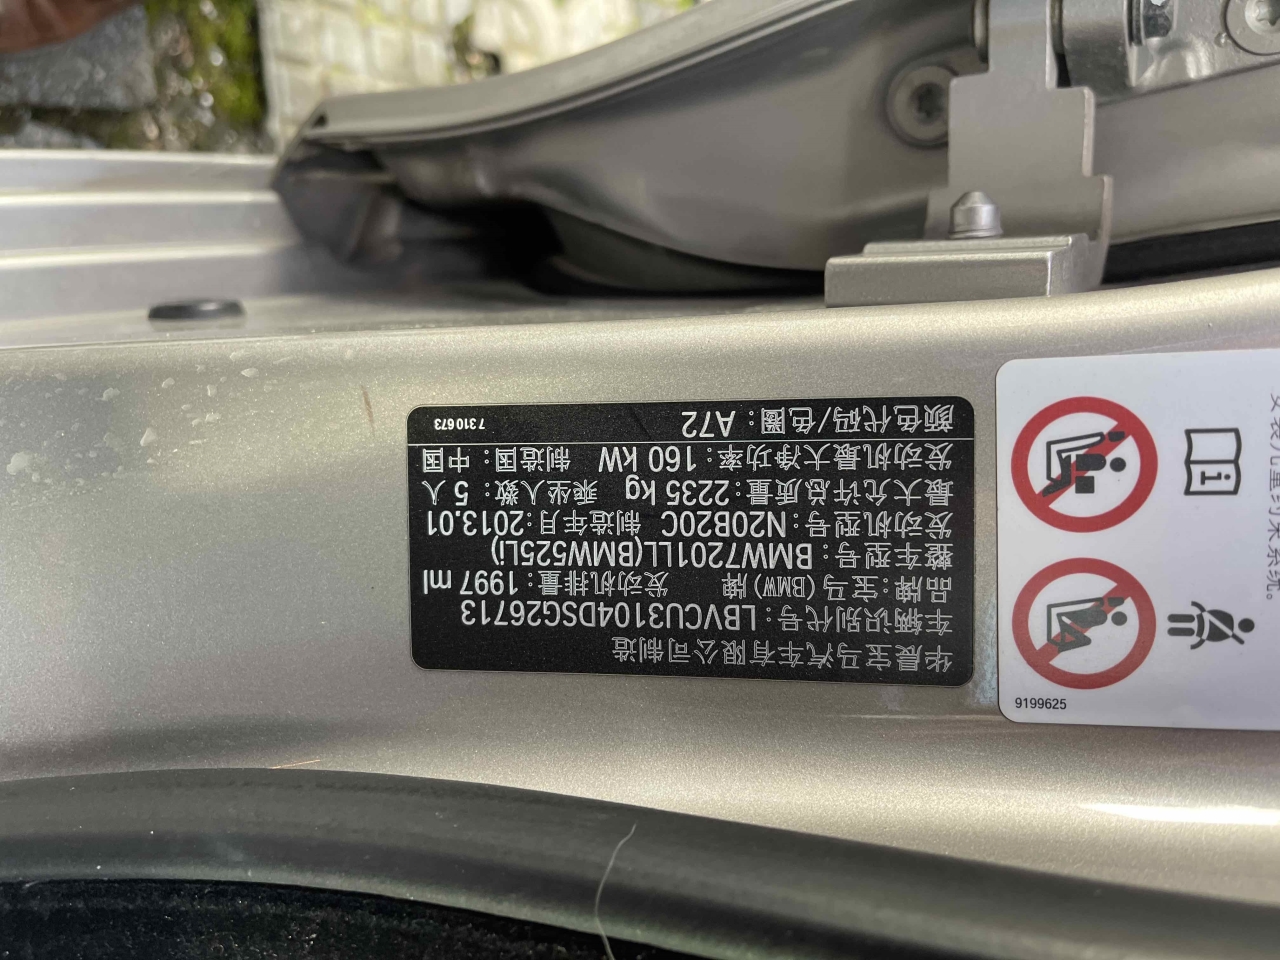 华晨宝马汽车有限公司制造
车辆识别代号：LBVCU3104DSG26713
品牌：宝马 (BMW) 牌 发动机排量：1997 ml
整车型号：BMW7201LL(BMW525Li)
发动机型号：N20B20C 制造年月：2013.01
最大允许总质量：2235 kg 乘坐人数：5 人
发动机最大净功率：160 kW 制造国：中国
颜色代码/色圈：A72 7310673
9199625